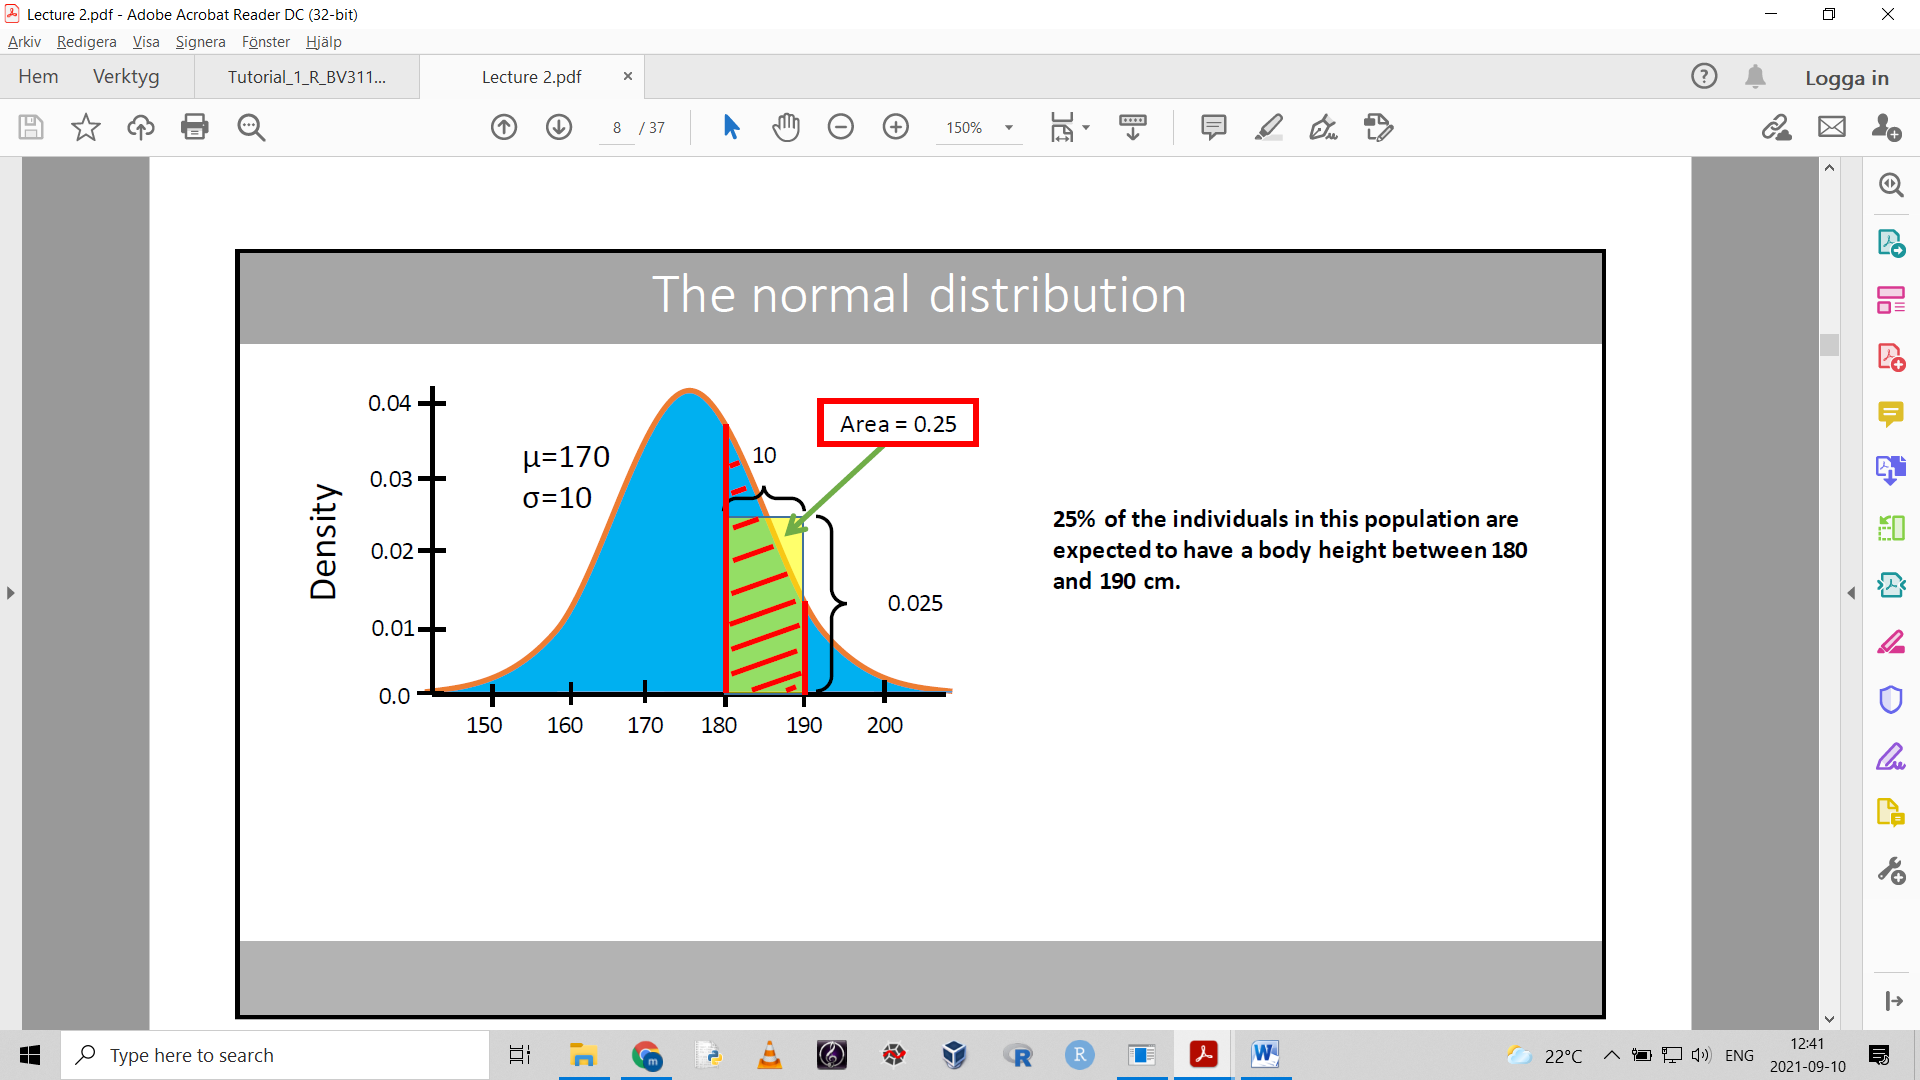 Lecture 2.pdf - Adobe Acrobat Reader DC (32-bit)
Arkiv Redigera Visa Signera Fönster Hjälp
Hem Verktyg Tutorial_1_R_BV311... Lecture 2.pdf × Logga in
8 / 37 150%
The normal distribution
Density
0.04
0.03
0.02
0.01
0.0
µ=170
σ=10
10
Area = 0.25
0.025
150 160 170 180 190 200
25% of the individuals in this population are
expected to have a body height between 180
and 190 cm.
Type here to search
22°C ENG
12:41
2021-09-10